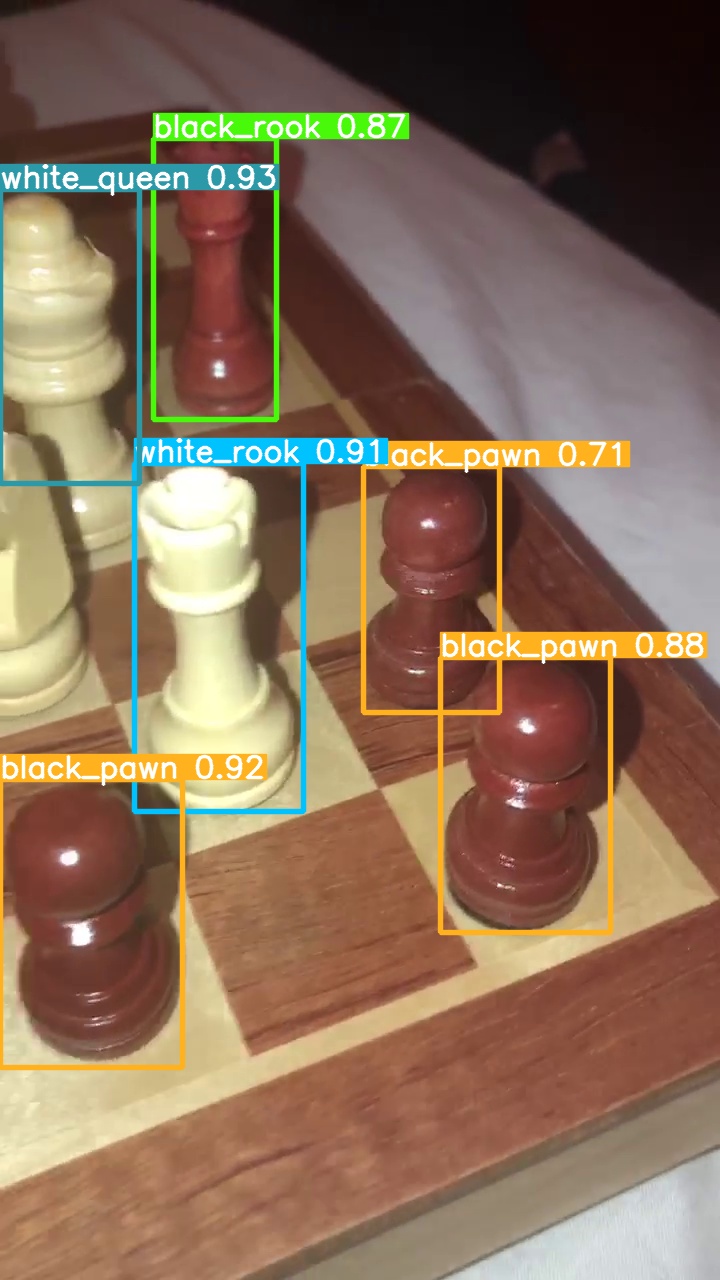 black_rook 0.87
white_queen 0.93
white_rook 0.91
ack_pawn 0.71
black_pawn 0.88
black_pawn 0.92